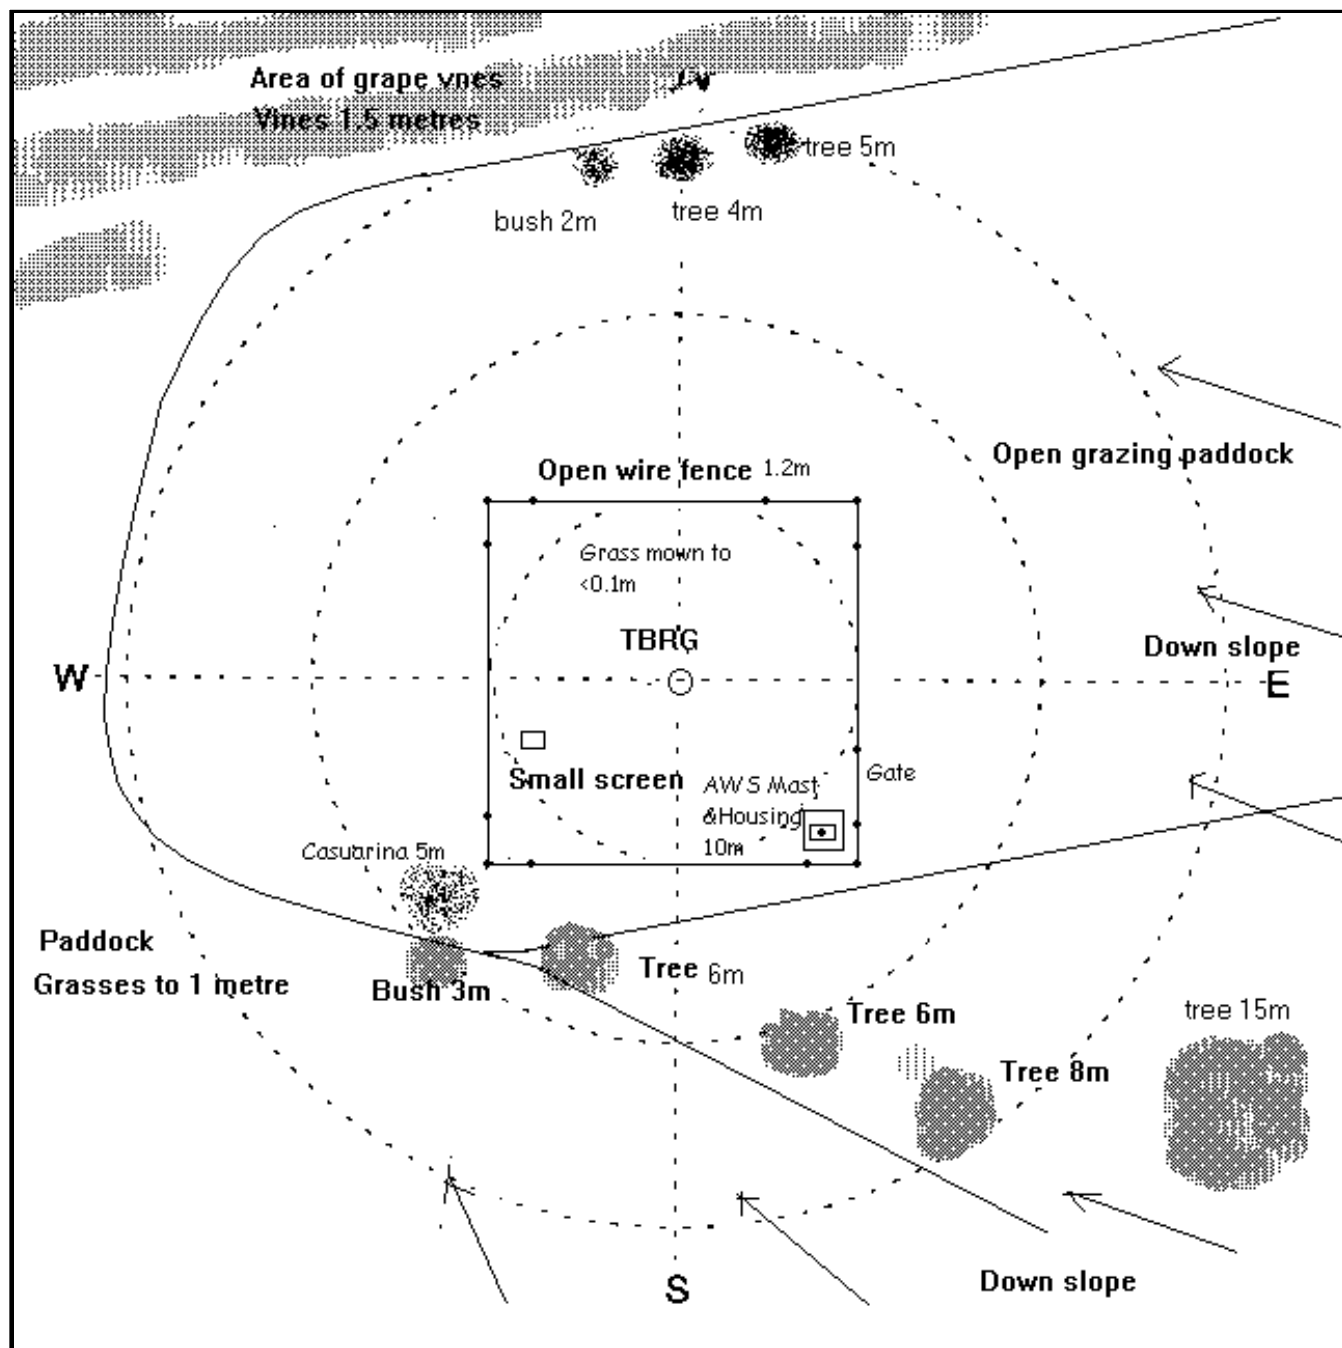 Area of grape vnes
Vines 1.5 metres
N
tree 5m
bush 2m
tree 4m
Open grazing paddock
Open wire fence 1.2m
Grass mown to
<0.1m
TBRG
Down slope
W
E
Small screen
Gate
AWS Mast
&Housing
10m
Casuarina 5m
Paddock
Grasses to 1 metre
Bush 3m
Tree 6m
Tree 6m
tree 15m
Tree 8m
Down slope
S